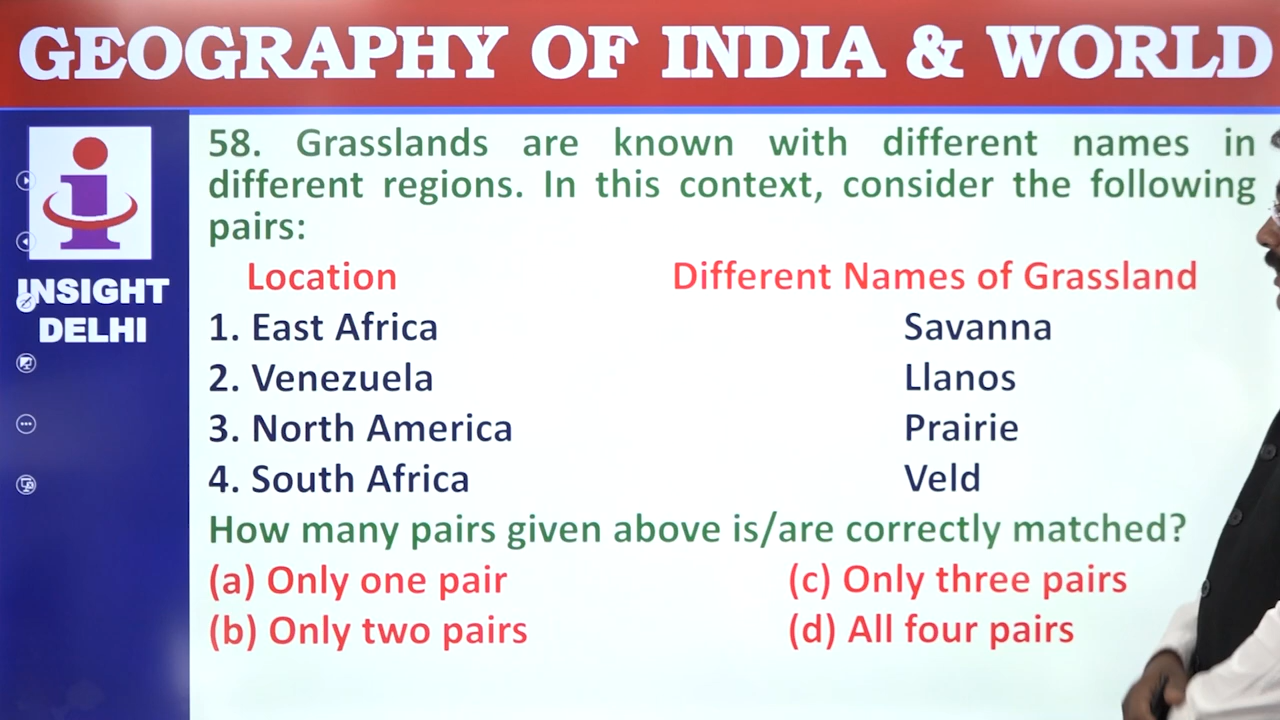 GEOGRAPHY OF INDIA & WORLD
INSIGHT
DELHI
58. Grasslands are known with different names in
different regions. In this context, consider the following
pairs:
Location Different Names of Grassland
1. East Africa Savanna
2. Venezuela Llanos
3. North America Prairie
4. South Africa Veld
How many pairs given above is/are correctly matched?
(a) Only one pair (c) Only three pairs
(b) Only two pairs (d) All four pairs